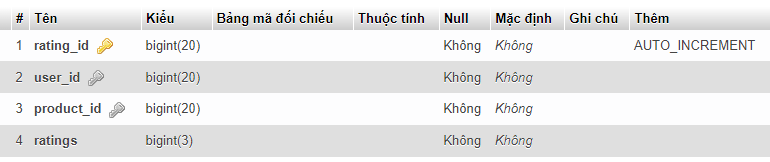 # Tên Kiểu Bảng mã đối chiếu Thuộc tính Null Mặc định Ghi chú Thêm
1 rating_id bigint(20) Không Không AUTO_INCREMENT
2 user_id bigint(20) Không Không
3 product_id bigint(20) Không Không
4 ratings bigint(3) Không Không